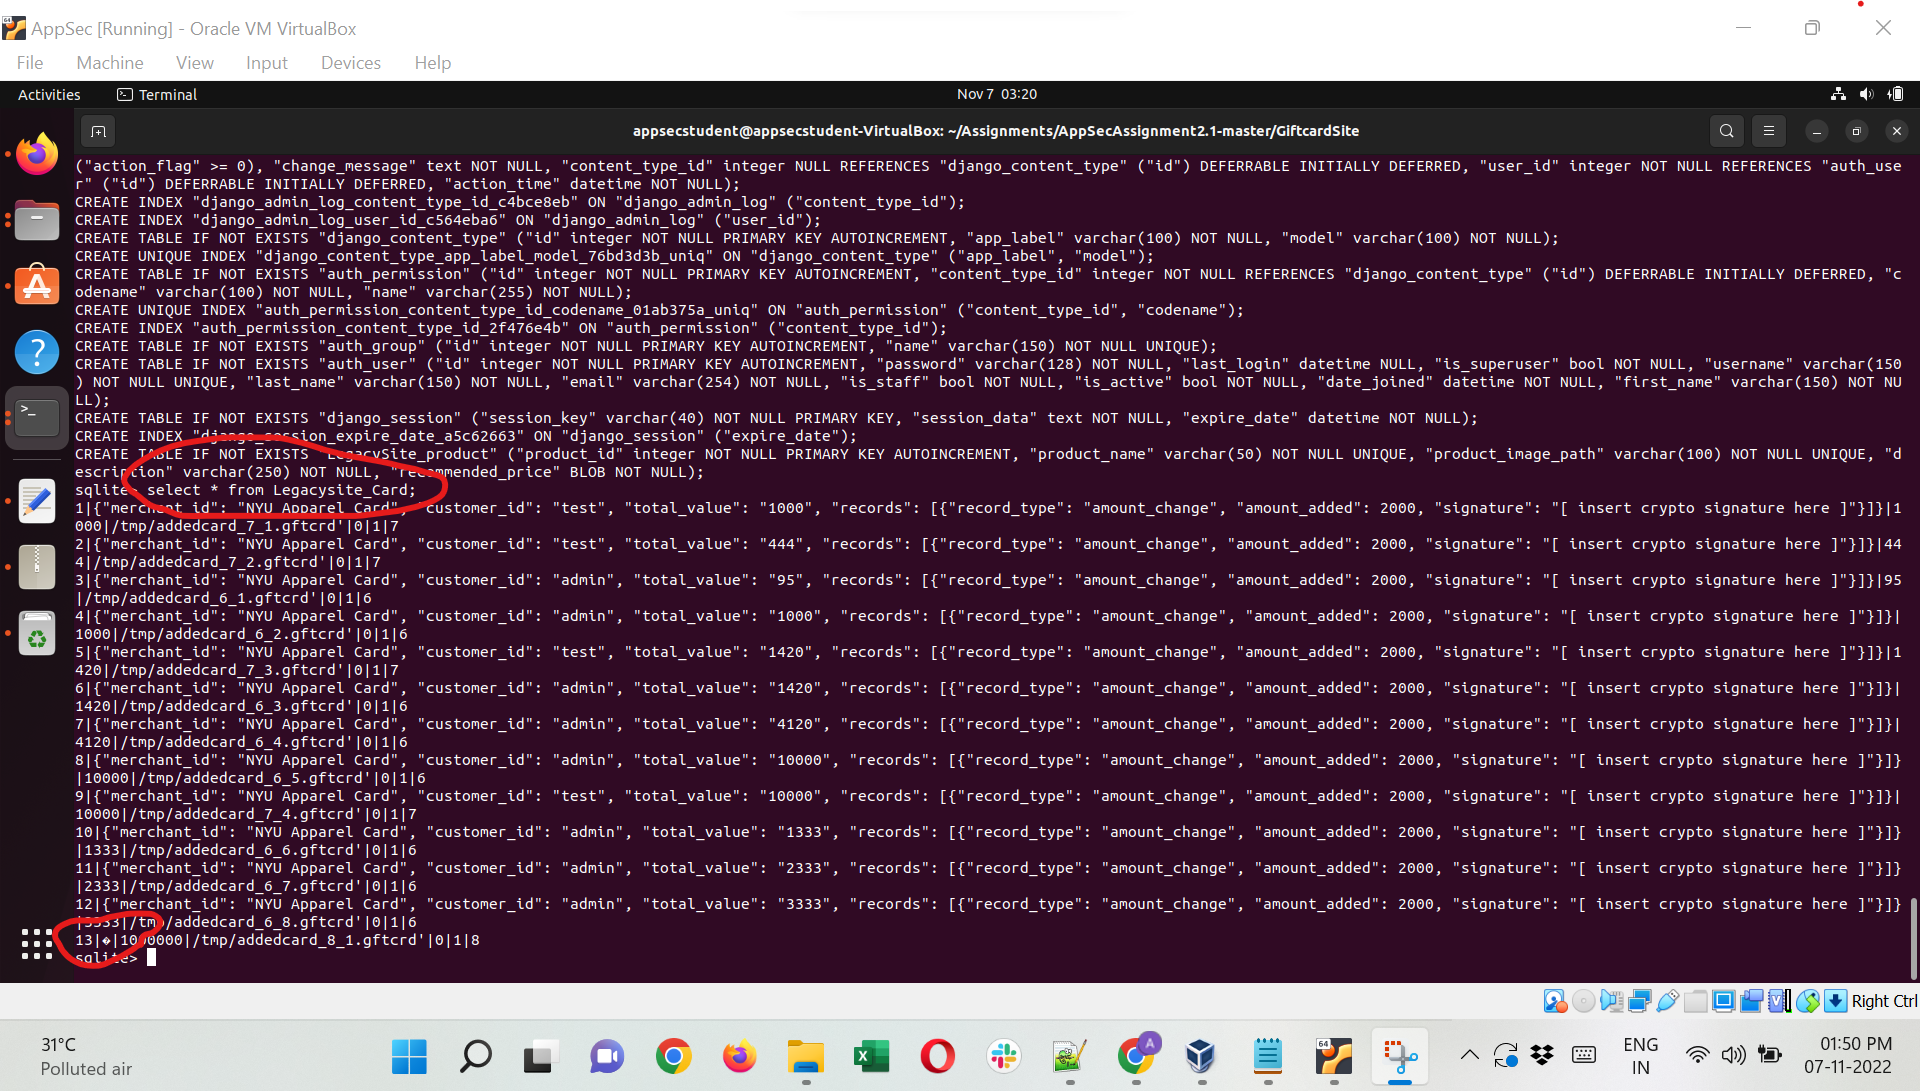 AppSec [Running] - Oracle VM VirtualBox
File Machine View Input Devices Help
Activities Terminal Nov 7 03:20
appsecstudent@appsecstudent-VirtualBox: ~/Assignments/AppSecAssignment2.1-master/GiftcardSite
("action_flag" >= 0), "change_message" text NOT NULL, "content_type_id" integer NULL REFERENCES "django_content_type" ("id") DEFERRABLE INITIALLY DEFERRED, "user_id" integer NOT NULL REFERENCES "auth_use
r" ("id") DEFERRABLE INITIALLY DEFERRED, "action_time" datetime NOT NULL);
CREATE INDEX "django_admin_log_content_type_id_c4bce8eb" ON "django_admin_log" ("content_type_id");
CREATE INDEX "django_admin_log_user_id_c564eba6" ON "django_admin_log" ("user_id");
CREATE TABLE IF NOT EXISTS "django_content_type" ("id" integer NOT NULL PRIMARY KEY AUTOINCREMENT, "app_label" varchar(100) NOT NULL, "model" varchar(100) NOT NULL);
CREATE UNIQUE INDEX "django_content_type_app_label_model_76bd3d3b_uniq" ON "django_content_type" ("app_label", "model");
CREATE TABLE IF NOT EXISTS "auth_permission" ("id" integer NOT NULL PRIMARY KEY AUTOINCREMENT, "content_type_id" integer NOT NULL REFERENCES "django_content_type" ("id") DEFERRABLE INITIALLY DEFERRED, "c
odename" varchar(100) NOT NULL, "name" varchar(255) NOT NULL);
CREATE UNIQUE INDEX "auth_permission_content_type_id_codename_01ab375a_uniq" ON "auth_permission" ("content_type_id", "codename");
CREATE INDEX "auth_permission_content_type_id_2f476e4b" ON "auth_permission" ("content_type_id");
CREATE TABLE IF NOT EXISTS "auth_group" ("id" integer NOT NULL PRIMARY KEY AUTOINCREMENT, "name" varchar(150) NOT NULL UNIQUE);
CREATE TABLE IF NOT EXISTS "auth_user" ("id" integer NOT NULL PRIMARY KEY AUTOINCREMENT, "password" varchar(128) NOT NULL, "last_login" datetime NULL, "is_superuser" bool NOT NULL, "username" varchar(150
) NOT NULL UNIQUE, "last_name" varchar(150) NOT NULL, "email" varchar(254) NOT NULL, "is_staff" bool NOT NULL, "is_active" bool NOT NULL, "date_joined" datetime NOT NULL, "first_name" varchar(150) NOT NU
LL);
CREATE TABLE IF NOT EXISTS "django_session" ("session_key" varchar(40) NOT NULL PRIMARY KEY, "session_data" text NOT NULL, "expire_date" datetime NOT NULL);
CREATE INDEX "django_session_expire_date_a5c62663" ON "django_session" ("expire_date");
CREATE TABLE IF NOT EXISTS "LegacySite_product" ("product_id" integer NOT NULL PRIMARY KEY AUTOINCREMENT, "product_name" varchar(50) NOT NULL UNIQUE, "product_image_path" varchar(100) NOT NULL UNIQUE, "d
escription" varchar(250) NOT NULL, "recommended_price" BLOB NOT NULL);
sqlite> select * from Legacysite_Card;
1|{"merchant_id": "NYU Apparel Card", "customer_id": "test", "total_value": "1000", "records": [{"record_type": "amount_change", "amount_added": 2000, "signature": "[ insert crypto signature here ]"}]}|1
000|/tmp/addedcard_7_1.gftcrd'|0|1|7
2|{"merchant_id": "NYU Apparel Card", "customer_id": "test", "total_value": "444", "records": [{"record_type": "amount_change", "amount_added": 2000, "signature": "[ insert crypto signature here ]"}]}|44
4|/tmp/addedcard_7_2.gftcrd'|0|1|7
3|{"merchant_id": "NYU Apparel Card", "customer_id": "admin", "total_value": "95", "records": [{"record_type": "amount_change", "amount_added": 2000, "signature": "[ insert crypto signature here ]"}]}|95
|/tmp/addedcard_6_1.gftcrd'|0|1|6
4|{"merchant_id": "NYU Apparel Card", "customer_id": "admin", "total_value": "1000", "records": [{"record_type": "amount_change", "amount_added": 2000, "signature": "[ insert crypto signature here ]"}]}|
1000|/tmp/addedcard_6_2.gftcrd'|0|1|6
5|{"merchant_id": "NYU Apparel Card", "customer_id": "test", "total_value": "1420", "records": [{"record_type": "amount_change", "amount_added": 2000, "signature": "[ insert crypto signature here ]"}]}|1
420|/tmp/addedcard_7_3.gftcrd'|0|1|7
6|{"merchant_id": "NYU Apparel Card", "customer_id": "admin", "total_value": "1420", "records": [{"record_type": "amount_change", "amount_added": 2000, "signature": "[ insert crypto signature here ]"}]}|
1420|/tmp/addedcard_6_3.gftcrd'|0|1|6
7|{"merchant_id": "NYU Apparel Card", "customer_id": "admin", "total_value": "4120", "records": [{"record_type": "amount_change", "amount_added": 2000, "signature": "[ insert crypto signature here ]"}]}|
4120|/tmp/addedcard_6_4.gftcrd'|0|1|6
8|{"merchant_id": "NYU Apparel Card", "customer_id": "admin", "total_value": "10000", "records": [{"record_type": "amount_change", "amount_added": 2000, "signature": "[ insert crypto signature here ]"}]}
|10000|/tmp/addedcard_6_5.gftcrd'|0|1|6
9|{"merchant_id": "NYU Apparel Card", "customer_id": "test", "total_value": "10000", "records": [{"record_type": "amount_change", "amount_added": 2000, "signature": "[ insert crypto signature here ]"}]}|
10000|/tmp/addedcard_7_4.gftcrd'|0|1|7
10|{"merchant_id": "NYU Apparel Card", "customer_id": "admin", "total_value": "1333", "records": [{"record_type": "amount_change", "amount_added": 2000, "signature": "[ insert crypto signature here ]"}]}
|1333|/tmp/addedcard_6_6.gftcrd'|0|1|6
11|{"merchant_id": "NYU Apparel Card", "customer_id": "admin", "total_value": "2333", "records": [{"record_type": "amount_change", "amount_added": 2000, "signature": "[ insert crypto signature here ]"}]}
|2333|/tmp/addedcard_6_7.gftcrd'|0|1|6
12|{"merchant_id": "NYU Apparel Card", "customer_id": "admin", "total_value": "3333", "records": [{"record_type": "amount_change", "amount_added": 2000, "signature": "[ insert crypto signature here ]"}]}
|3333|/tmp/addedcard_6_8.gftcrd'|0|1|6
13|�|1000000|/tmp/addedcard_8_1.gftcrd'|0|1|8
sqlite>
Right Ctrl
31°C
Polluted air
ENG
IN
01:50 PM
07-11-2022